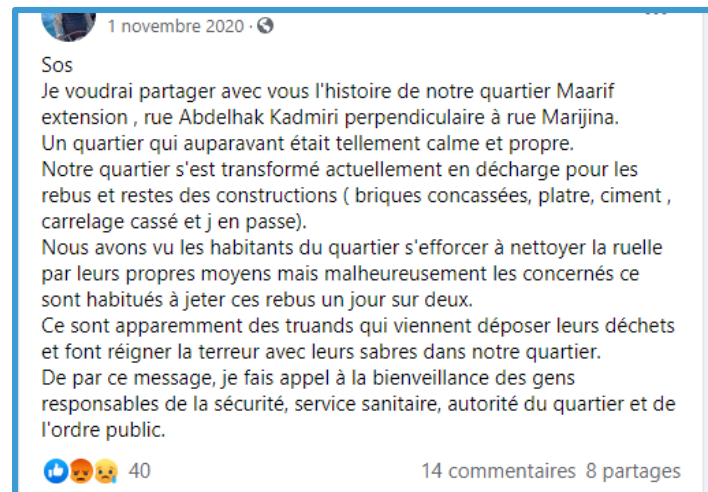 1 novembre 2020 ·
Sos
Je voudrai partager avec vous l'histoire de notre quartier Maarif
extension , rue Abdelhak Kadmiri perpendiculaire à rue Marijina.
Un quartier qui auparavant était tellement calme et propre.
Notre quartier s'est transformé actuellement en décharge pour les
rebus et restes des constructions ( briques concassées, platre, ciment ,
carrelage cassé et j en passe).
Nous avons vu les habitants du quartier s'efforcer à nettoyer la ruelle
par leurs propres moyens mais malheureusement les concernés ce
sont habitués à jeter ces rebus un jour sur deux.
Ce sont apparemment des truands qui viennent déposer leurs déchets
et font réigner la terreur avec leurs sabres dans notre quartier.
De par ce message, je fais appel à la bienveillance des gens
responsables de la sécurité, service sanitaire, autorité du quartier et de
l'ordre public.
40 14 commentaires 8 partages